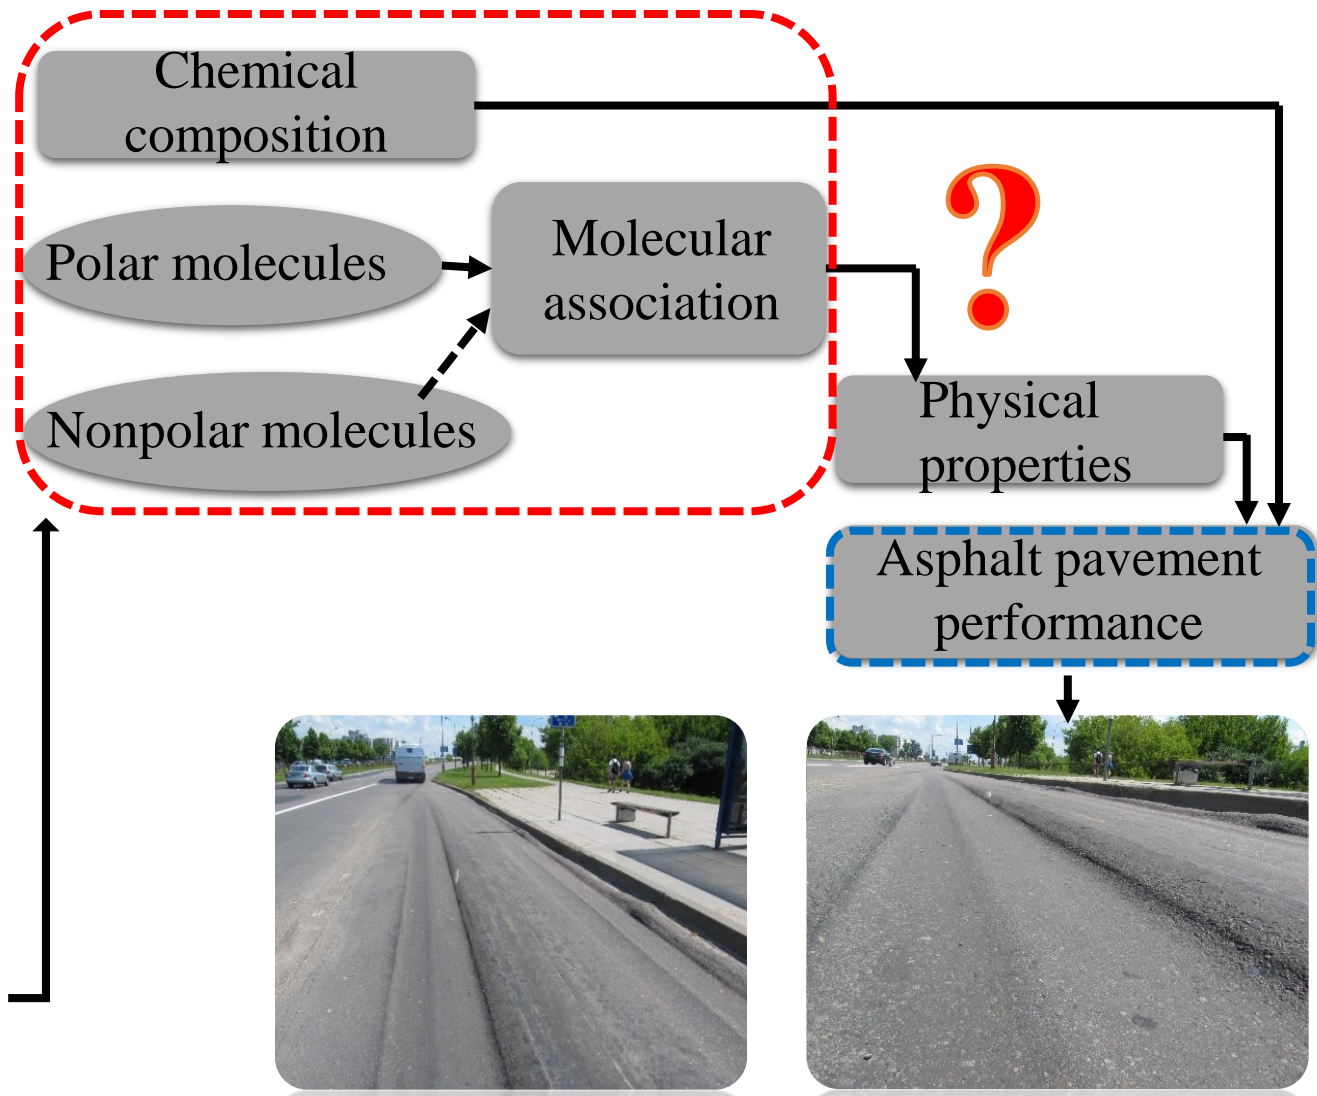 Chemical
composition
Polar molecules
Molecular
association
?
Nonpolar molecules
Physical
properties
Asphalt pavement
performance